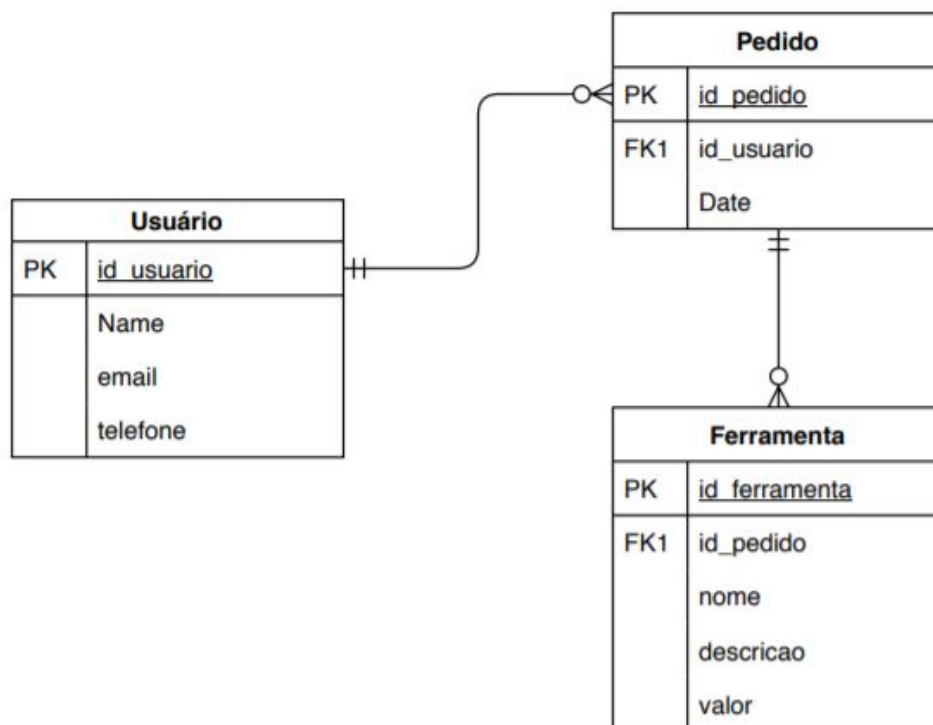 Pedido
PK id_pedido
FK1 id_usuario
Date
Usuário
PK id_usuario
Name
email
telefone
Ferramenta
PK id_ferramenta
FK1 id_pedido
nome
descricao
valor